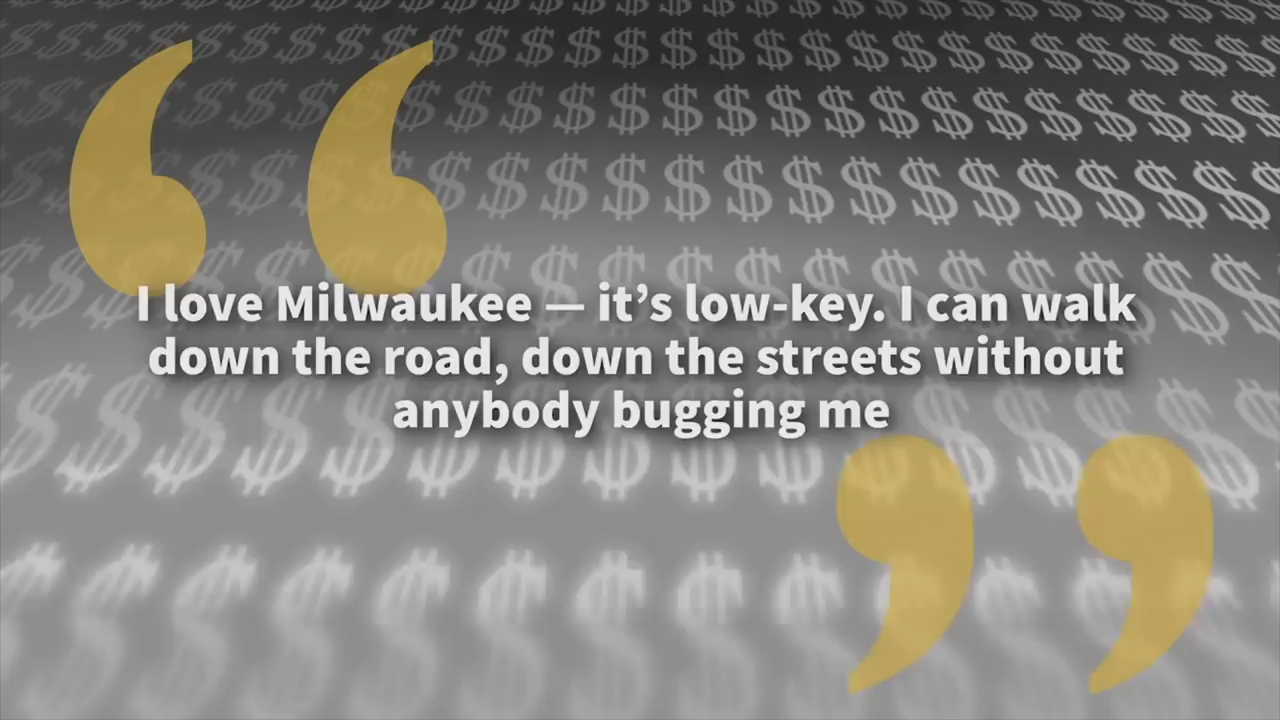 I love Milwaukee — it’s low-key. I can walk
down the road, down the streets without
anybody bugging me